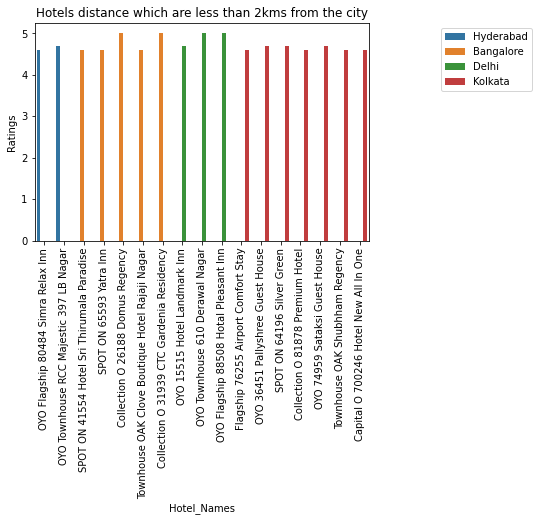 Hotels distance which are less than 2kms from the city
Hyderabad
Bangalore
Delhi
Kolkata
Ratings
5
4
3
2
1
0
OYO Flagship 80484 Simra Relax Inn
OYO Townhouse RCC Majestic 397 LB Nagar
SPOT ON 41554 Hotel Sri Thirumala Paradise
SPOT ON 65593 Yatra Inn
Collection O 26188 Domus Regency
Townhouse OAK Clove Boutique Hotel Rajaji Nagar
Collection O 31939 CTC Gardenia Residency
OYO 15515 Hotel Landmark Inn
OYO Townhouse 610 Derawal Nagar
OYO Flagship 88508 Hotal Pleasant Inn
Flagship 76255 Airport Comfort Stay
OYO 36451 Pallyshree Guest House
SPOT ON 64196 Silver Green
Collection O 81878 Premium Hotel
OYO 74959 Sataksi Guest House
Townhouse OAK Shubhham Regency
Capital O 700246 Hotel New All In One
Hotel_Names